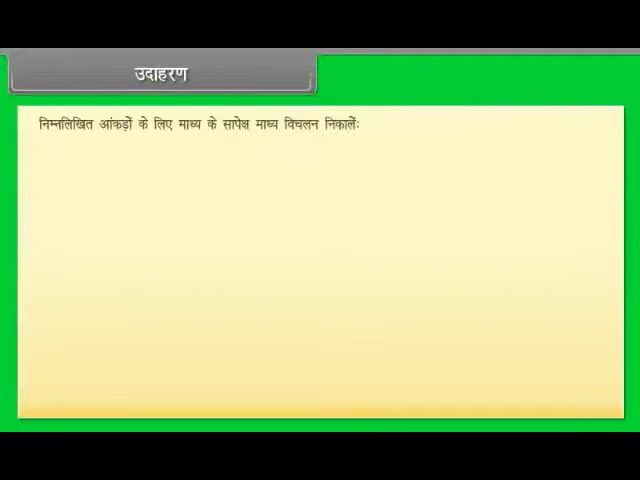 उदाहरण
निम्नलिखित आंकड़ों के लिए माध्य के सापेक्ष माध्य विचलन निकालें: